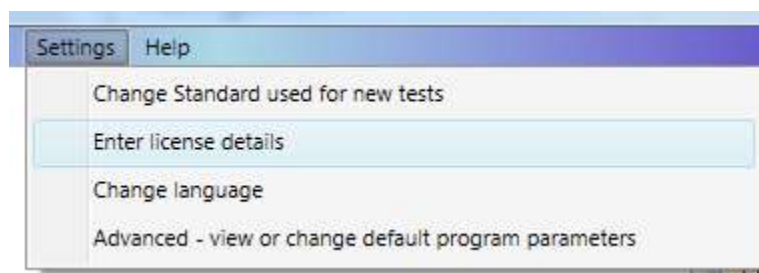 Settings Help
Change Standard used for new tests
Enter license details
Change language
Advanced - view or change default program parameters